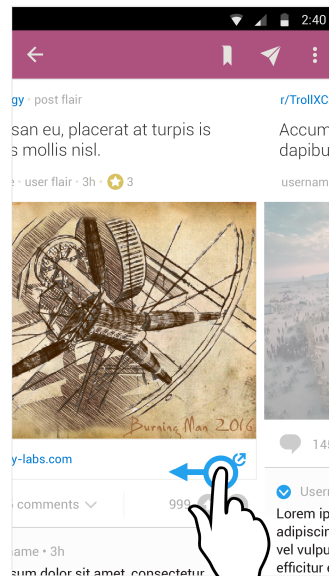 2:40
gy · post flair
san eu, placerat at turpis is
s mollis nisl.
· user flair · 3h · 3
Burning Man 2016
y-labs.com
comments
999
ame • 3h
sum dolor sit amet, consectetur
r/TrollXC
Accum
dapibu
usernam
145
Usern
Lorem ip
adipiscin
vel vulpu
efficitur e